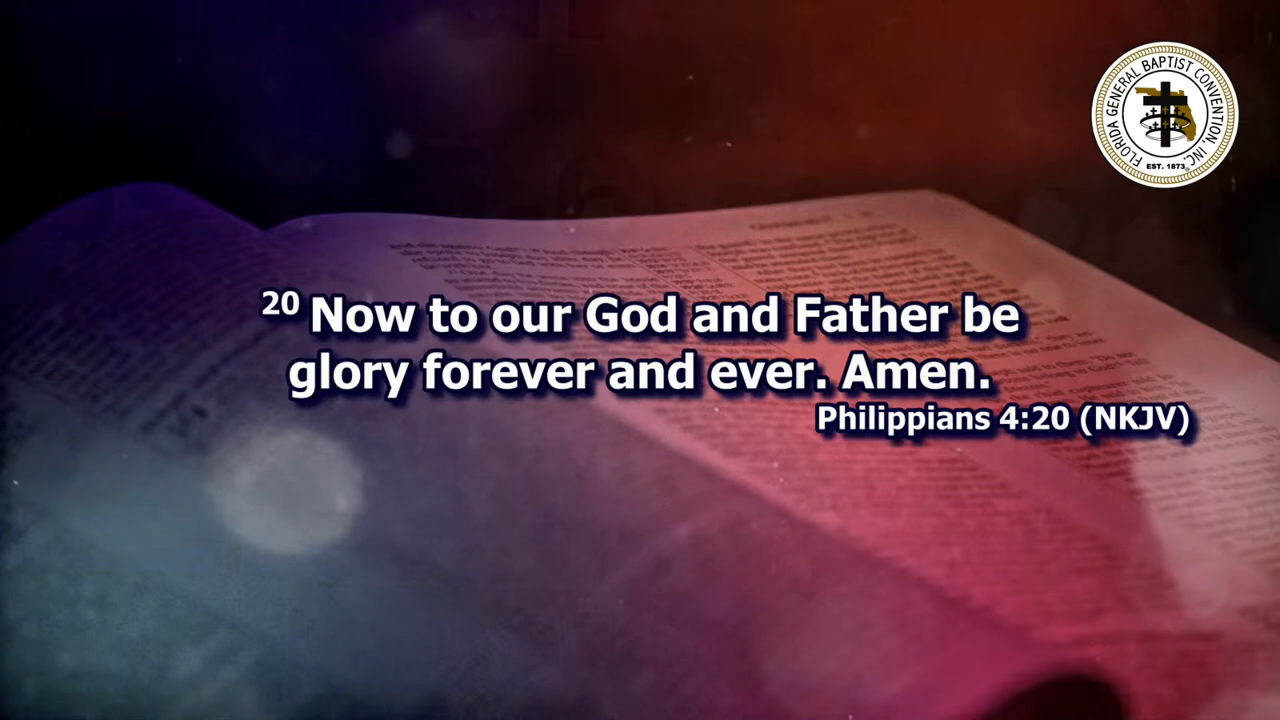 FLORIDA GENERAL BAPTIST CONVENTION, INC.
EST. 1873
20 Now to our God and Father be
glory forever and ever. Amen.
Philippians 4:20 (NKJV)